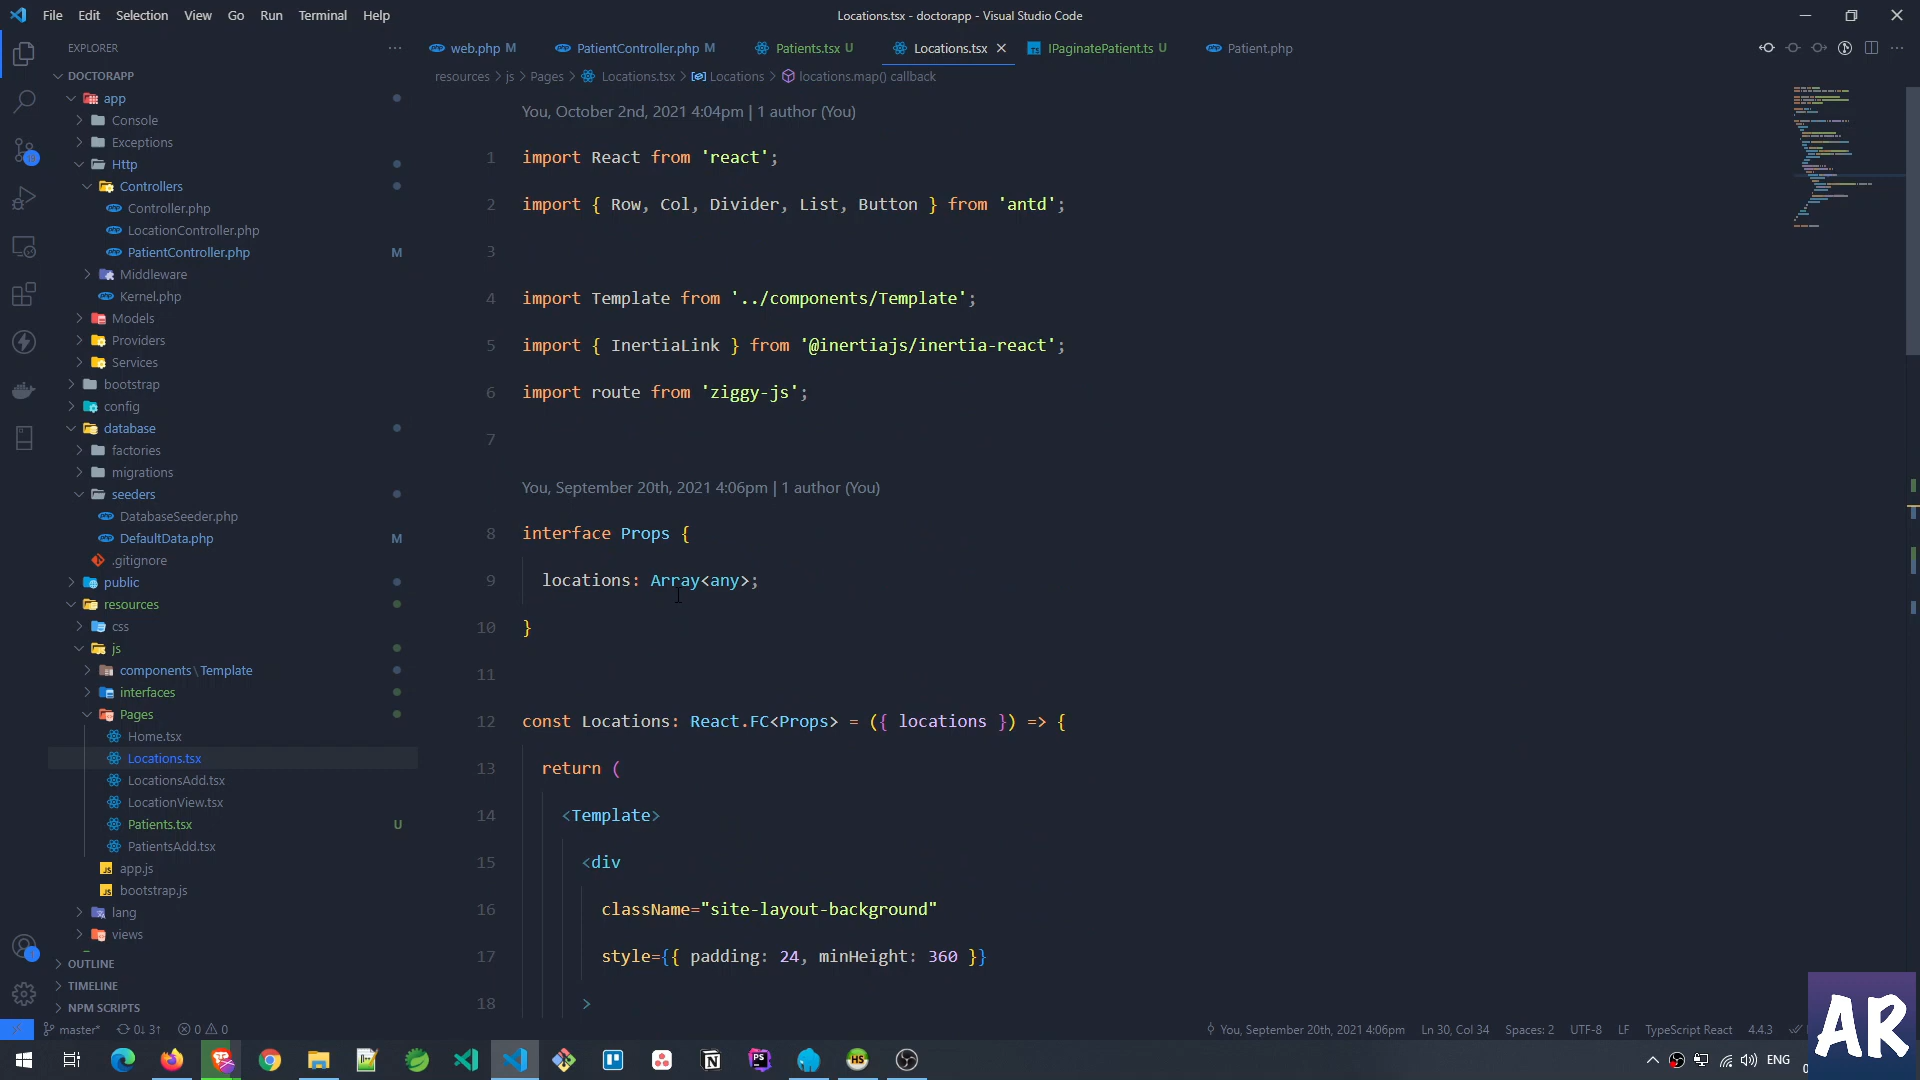 File Edit Selection View Go Run Terminal Help
Locations.tsx - doctorapp - Visual Studio Code
EXPLORER
web.php M PatientController.php M Patients.tsx U Locations.tsx IPaginatePatient.ts U Patient.php
resources > js > Pages > Locations.tsx > Locations > locations.map() callback
DOCTORAPP
app
Console
Exceptions
Http
Controllers
Controller.php
LocationController.php
PatientController.php M
Middleware
Kernel.php
Models
Providers
Services
bootstrap
config
database
factories
migrations
seeders
DatabaseSeeder.php
DefaultData.php M
.gitignore
public
resources
css
js
components \ Template
interfaces
Pages
Home.tsx
Locations.tsx
LocationsAdd.tsx
LocationView.tsx
Patients.tsx U
PatientsAdd.tsx
app.js
bootstrap.js
lang
views
OUTLINE
TIMELINE
NPM SCRIPTS
You, October 2nd, 2021 4:04pm | 1 author (You)
1 import React from 'react';
2 import { Row, Col, Divider, List, Button } from 'antd';
3
4 import Template from '../components/Template';
5 import { InertiaLink } from '@inertiajs/inertia-react';
6 import route from 'ziggy-js';
7
You, September 20th, 2021 4:06pm | 1 author (You)
8 interface Props {
9 locations: Array<any>;
10 }
11
12 const Locations: React.FC<Props> = ({ locations }) => {
13 return (
14 <Template>
15 <div
16 className="site-layout-background"
17 style={{ padding: 24, minHeight: 360 }}
18 >
master* 0↓ 3↑ 0 0
You, September 20th, 2021 4:06pm Ln 30, Col 34 Spaces: 2 UTF-8 LF TypeScript React 4.4.3
ENG
AR